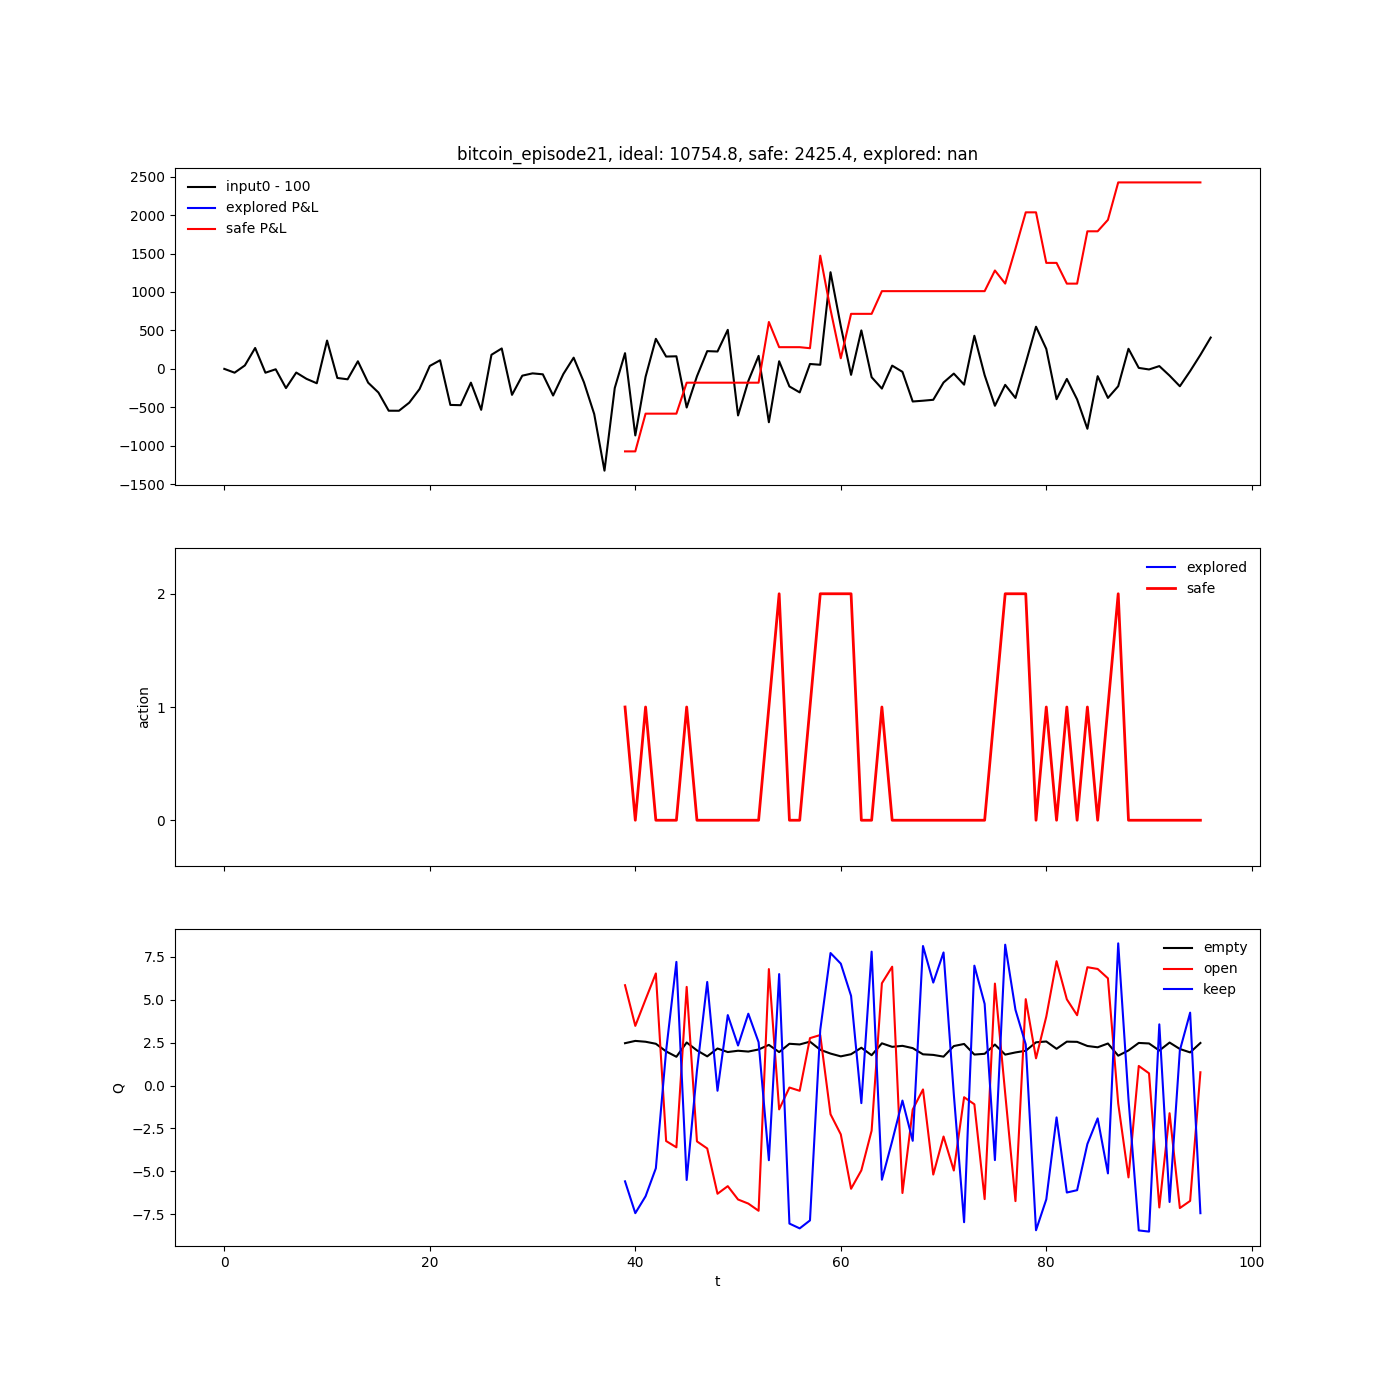 bitcoin_episode21, ideal: 10754.8, safe: 2425.4, explored: nan
2500
2000
1500
1000
500
0
−500
−1000
−1500
input0 - 100
explored P&L
safe P&L
action
2
1
0
explored
safe
Q
7.5
5.0
2.5
0.0
−2.5
−5.0
−7.5
empty
open
keep
0 20 40 60 80 100
t